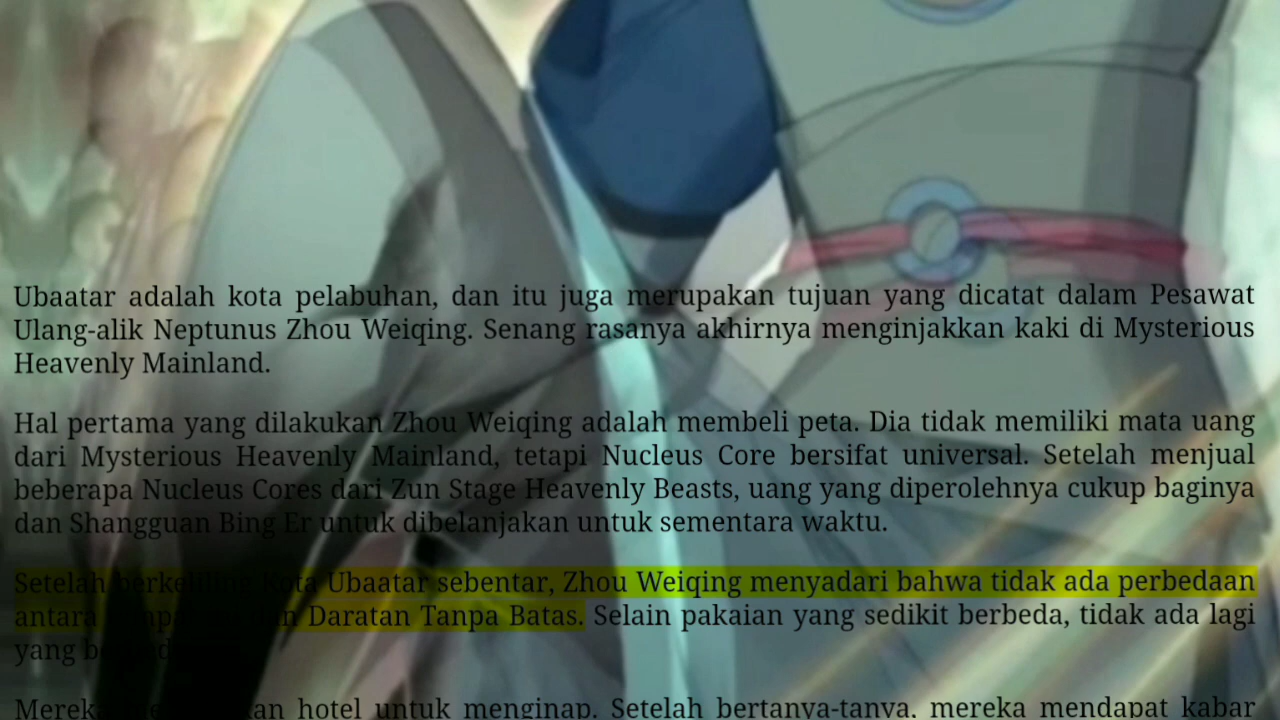 Ubaatar adalah kota pelabuhan, dan itu juga merupakan tujuan yang dicatat dalam Pesawat
Ulang-alik Neptunus Zhou Weiqing. Senang rasanya akhirnya menginjakkan kaki di Mysterious
Heavenly Mainland.
Hal pertama yang dilakukan Zhou Weiqing adalah membeli peta. Dia tidak memiliki mata uang
dari Mysterious Heavenly Mainland, tetapi Nucleus Core bersifat universal. Setelah menjual
beberapa Nucleus Cores dari Zun Stage Heavenly Beasts, uang yang diperolehnya cukup baginya
dan Shangguan Bing Er untuk dibelanjakan untuk sementara waktu.
Setelah berkeliling Kota Ubaatar sebentar, Zhou Weiqing menyadari bahwa tidak ada perbedaan
antara dan Daratan Tanpa Batas. Selain pakaian yang sedikit berbeda, tidak ada lagi
yang
Mereka hotel untuk menginap. Setelah bertanya-tanya, mereka mendapat kabar